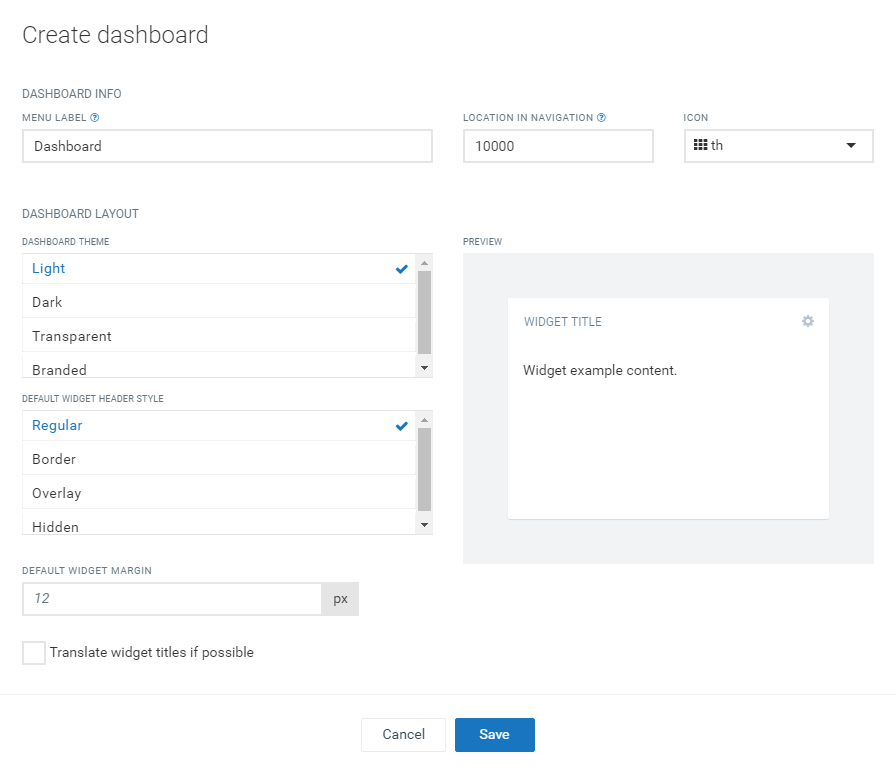 Create dashboard
DASHBOARD INFO
MENU LABEL
LOCATION IN NAVIGATION
ICON
Dashboard
10000
th
DASHBOARD LAYOUT
DASHBOARD THEME
PREVIEW
Light
Dark
Transparent
Branded
WIDGET TITLE
Widget example content.
DEFAULT WIDGET HEADER STYLE
Regular
Border
Overlay
Hidden
DEFAULT WIDGET MARGIN
12 px
Translate widget titles if possible
Cancel
Save